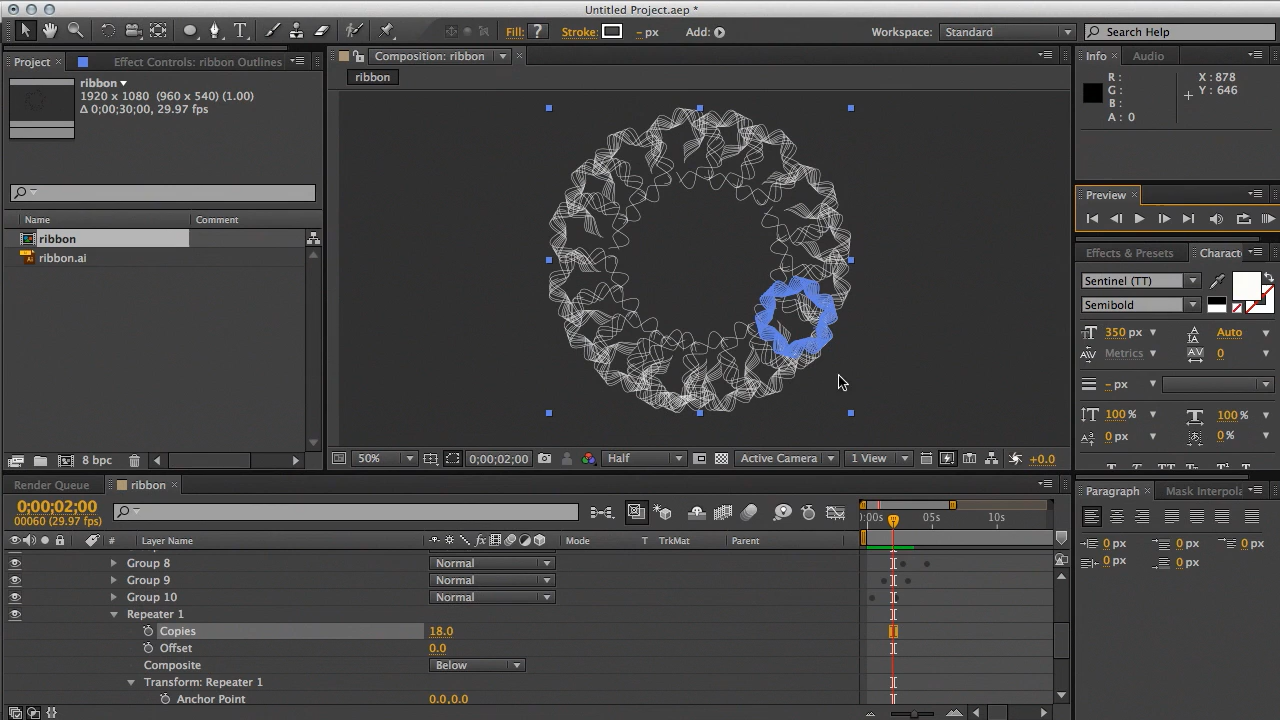 Untitled Project.aep *
Fill: ? Stroke: - px Add:
Workspace: Standard
Search Help
Project × Effect Controls: ribbon Outlines
Composition: ribbon ×
Info × Audio
ribbon
ribbon
1920 x 1080 (960 x 540) (1.00)
Δ 0;00;30;00, 29.97 fps
R :
G :
B :
A : 0
X : 878
Y : 646
Preview ×
Name Comment
ribbon
ribbon.ai
Effects & Presets Charact
Sentinel (TT)
Semibold
350 px Auto
Metrics 0
- px
100 % 100 %
0 px 0 %
8 bpc
50% 0;00;02;00 Half Active Camera 1 View +0.0
Render Queue ribbon ×
Paragraph × Mask Interpola
0;00;02;00
00060 (29.97 fps)
0:00s 05s 10s
# Layer Name Mode T TrkMat Parent
0 px 0 px 0 px
0 px 0 px
Group 8 Normal
Group 9 Normal
Group 10 Normal
Repeater 1
Copies 18.0
Offset 0.0
Composite Below
Transform: Repeater 1
Anchor Point 0.0,0.0